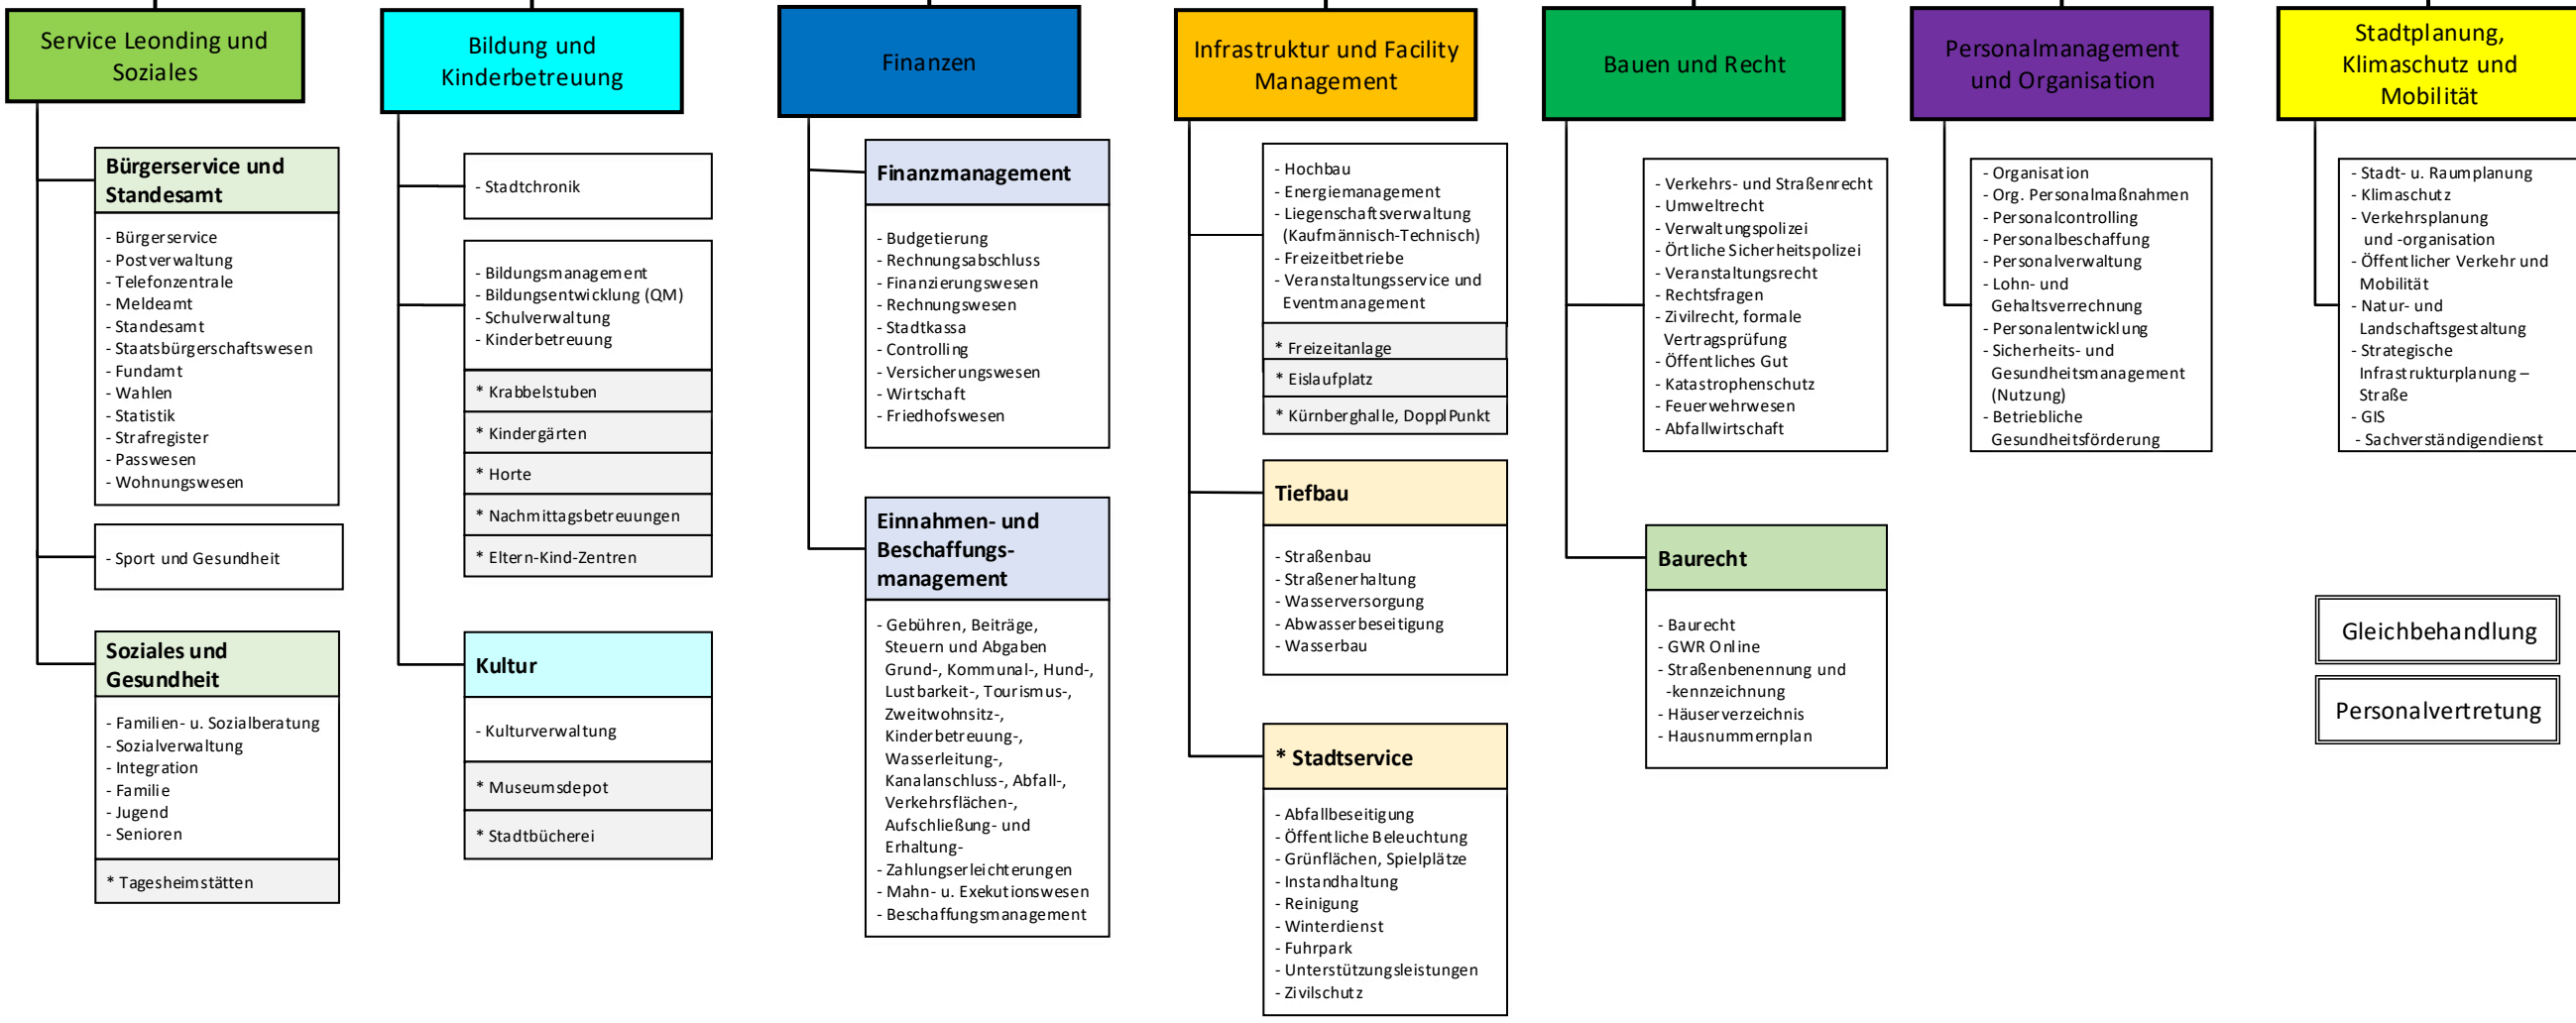 Service Leonding und
Soziales
Bürgerservice und
Standesamt
- Bürgerservice
- Postverwaltung
- Telefonzentrale
- Meldeamt
- Standesamt
- Staatsbürgerschaftswesen
- Fundamt
- Wahlen
- Statistik
- Strafregister
- Passwesen
- Wohnungswesen
- Sport und Gesundheit
Soziales und
Gesundheit
- Familien- u. Sozialberatung
- Sozialverwaltung
- Integration
- Familie
- Jugend
- Senioren
* Tagesheimstätten
Bildung und
Kinderbetreuung
- Stadtchronik
- Bildungsmanagement
- Bildungsentwicklung (QM)
- Schulverwaltung
- Kinderbetreuung
* Krabbelstuben
* Kindergärten
* Horte
* Nachmittagsbetreuungen
* Eltern-Kind-Zentren
Kultur
- Kulturverwaltung
* Museumsdepot
* Stadtbücherei
Finanzen
Finanzmanagement
- Budgetierung
- Rechnungsabschluss
- Finanzierungswesen
- Rechnungswesen
- Stadtkassa
- Controlling
- Versicherungswesen
- Wirtschaft
- Friedhofswesen
Einnahmen- und
Beschaffungs-
management
- Gebühren, Beiträge,
Steuern und Abgaben
Grund-, Kommunal-, Hund-,
Lustbarkeit-, Tourismus-,
Zweitwohnsitz-,
Kinderbetreuung-,
Wasserleitung-,
Kanalanschluss-, Abfall-,
Verkehrsflächen-,
Aufschließung- und
Erhaltung-
- Zahlungserleichterungen
- Mahn- u. Exekutionswesen
- Beschaffungsmanagement
Infrastruktur und Facility
Management
- Hochbau
- Energiemanagement
- Liegenschaftsverwaltung
(Kaufmännisch-Technisch)
- Freizeitbetriebe
- Veranstaltungsservice und
Eventmanagement
* Freizeitanlage
* Eislaufplatz
* Kürnberghalle, DopplPunkt
Tiefbau
- Straßenbau
- Straßenerhaltung
- Wasserversorgung
- Abwasserbeseitigung
- Wasserbau
* Stadtservice
- Abfallbeseitigung
- Öffentliche Beleuchtung
- Grünflächen, Spielplätze
- Instandhaltung
- Reinigung
- Winterdienst
- Fuhrpark
- Unterstützungsleistungen
- Zivilschutz
Bauen und Recht
- Verkehrs- und Straßenrecht
- Umweltrecht
- Verwaltungspolizei
- Örtliche Sicherheitspolizei
- Veranstaltungsrecht
- Rechtsfragen
- Zivilrecht, formale
Vertragsprüfung
- Öffentliches Gut
- Katastrophenschutz
- Feuerwehrwesen
- Abfallwirtschaft
Baurecht
- Baurecht
- GWR Online
- Straßenbenennung und
-kennzeichnung
- Häuserverzeichnis
- Hausnummernplan
Personalmanagement
und Organisation
- Organisation
- Org. Personalmaßnahmen
- Personalcontrolling
- Personalbeschaffung
- Personalverwaltung
- Lohn- und
Gehaltsverrechnung
- Personalentwicklung
- Sicherheits- und
Gesundheitsmanagement
(Nutzung)
- Betriebliche
Gesundheitsförderung
Stadtplanung,
Klimaschutz und
Mobilität
- Stadt- u. Raumplanung
- Klimaschutz
- Verkehrsplanung
und -organisation
- Öffentlicher Verkehr und
Mobilität
- Natur- und
Landschaftsgestaltung
- Strategische
Infrastrukturplanung –
Straße
- GIS
- Sachverständigendienst
Gleichbehandlung
Personalvertretung